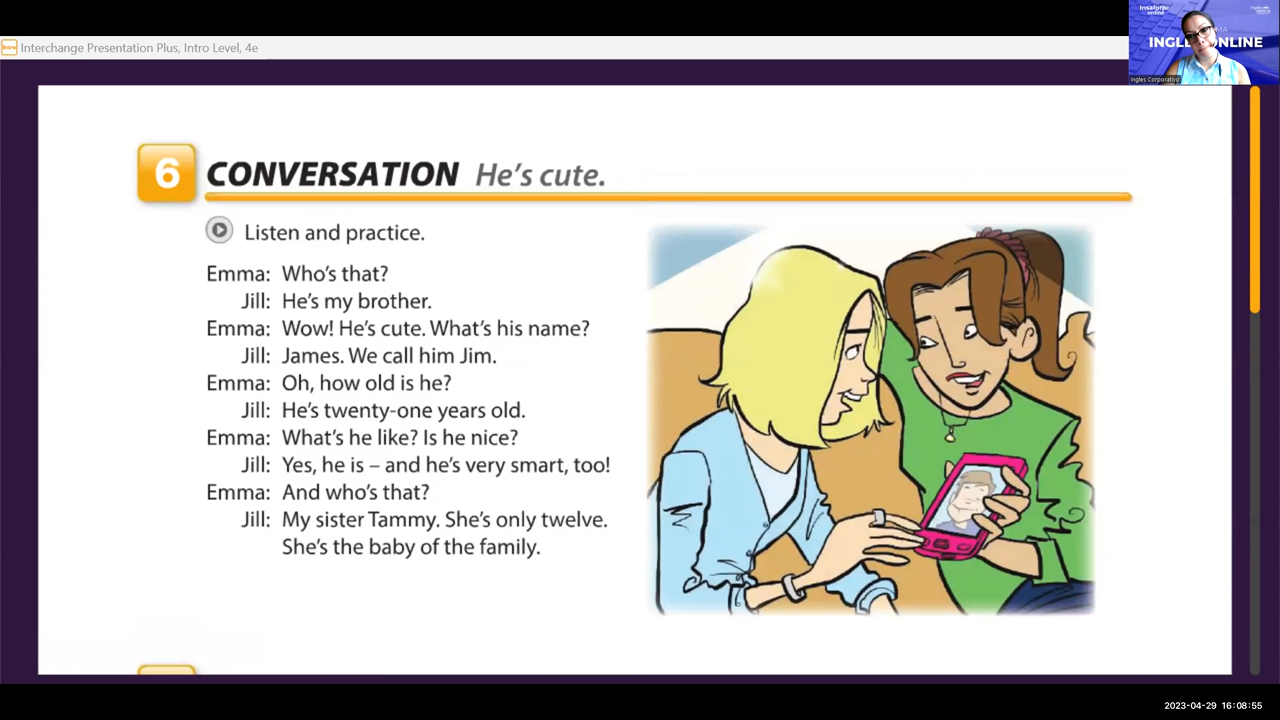 Interchange Presentation Plus, Intro Level, 4e
Insaforp
online
INGLES ONLINE
Ingles Corporativo
6 CONVERSATION He's cute.
Listen and practice.
Emma: Who's that?
Jill: He's my brother.
Emma: Wow! He's cute. What's his name?
Jill: James. We call him Jim.
Emma: Oh, how old is he?
Jill: He's twenty-one years old.
Emma: What's he like? Is he nice?
Jill: Yes, he is – and he's very smart, too!
Emma: And who's that?
Jill: My sister Tammy. She's only twelve.
She's the baby of the family.
2023-04-29 16:08:55